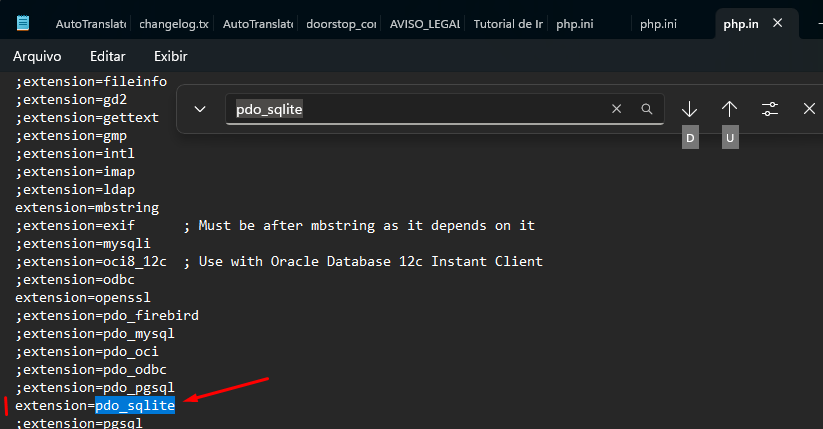 AutoTranslate
changelog.tx
AutoTranslate
doorstop_cor
AVISO_LEGAL
Tutorial de Ir
php.ini
php.ini
php.in
Arquivo
Editar
Exibir
pdo_sqlite
D
U
;extension=fileinfo
;extension=gd2
;extension=gettext
;extension=gmp
;extension=intl
;extension=imap
;extension=ldap
extension=mbstring
;extension=exif      ; Must be after mbstring as it depends on it
;extension=mysqli
;extension=oci8_12c  ; Use with Oracle Database 12c Instant Client
;extension=odbc
extension=openssl
;extension=pdo_firebird
;extension=pdo_mysql
;extension=pdo_oci
;extension=pdo_odbc
;extension=pdo_pgsql
extension=pdo_sqlite
;extension=pgsql